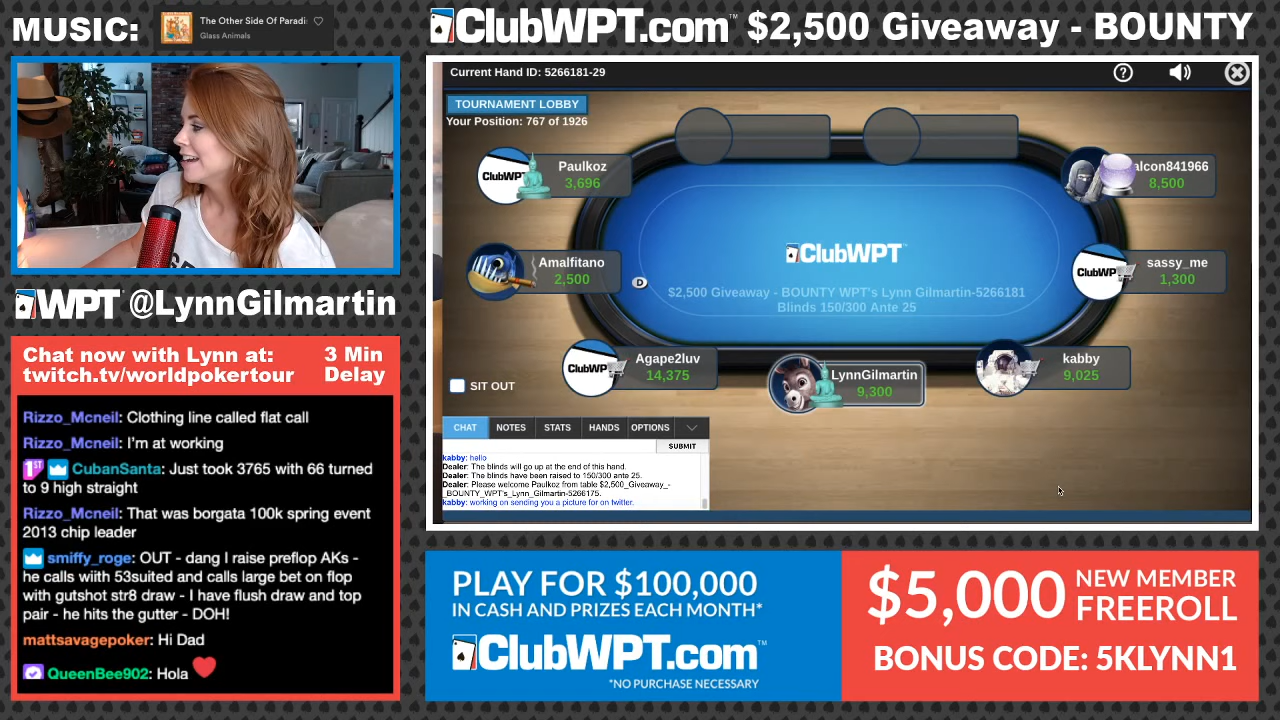 MUSIC:
The Other Side Of Paradi
Glass Animals
ClubWPT.com™ $2,500 Giveaway - BOUNTY
Current Hand ID: 5266181-29
TOURNAMENT LOBBY
Your Position: 767 of 1926
Paulkoz
3,696
ClubWPT
alcon841966
8,500
Amalfitano
2,500
sassy_me
1,300
ClubWPT
ClubWPT.com™
D
$2,500 Giveaway - BOUNTY WPT's Lynn Gilmartin-5266181
Blinds 150/300 Ante 25
Agape2luv
14,375
ClubWPT
LynnGilmartin
9,300
kabby
9,025
SIT OUT
CHAT NOTES STATS HANDS OPTIONS
SUBMIT
kabby: hello
Dealer: The blinds will go up at the end of this hand.
Dealer: The blinds have been raised to 150/300 ante 25.
Dealer: Please welcome Paulkoz from table $2,500_Giveaway_-
_BOUNTY_WPT's_Lynn_Gilmartin-5266175.
kabby: working on sending you a picture for on twitter.
WPT @LynnGilmartin
Chat now with Lynn at:
twitch.tv/worldpokertour
3 Min
Delay
Rizzo_Mcneil: Clothing line called flat call
Rizzo_Mcneil: I'm at working
1ST CubanSanta: Just took 3765 with 66 turned
to 9 high straight
Rizzo_Mcneil: That was borgata 100k spring event
2013 chip leader
smiffy_roge: OUT - dang I raise preflop AKs -
he calls wiith 53suited and calls large bet on flop
with gutshot str8 draw - I have flush draw and top
pair - he hits the gutter - DOH!
mattsavagepoker: Hi Dad
QueenBee902: Hola
PLAY FOR $100,000
IN CASH AND PRIZES EACH MONTH*
ClubWPT.com™
*NO PURCHASE NECESSARY
$5,000 NEW MEMBER
FREEROLL
BONUS CODE: 5KLYNN1